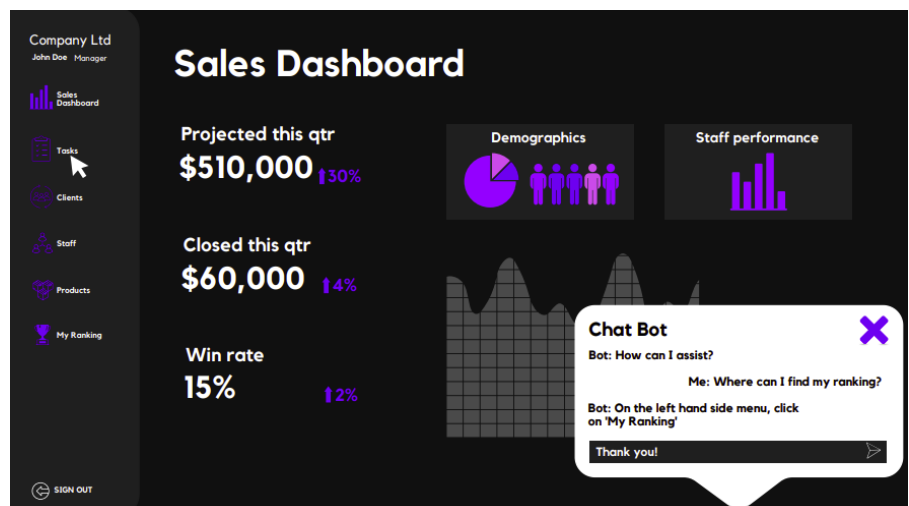 Company Ltd
John Doe Manager
Sales
Dashboard
Tasks
Clients
Staff
Products
My Ranking
SIGN OUT
Sales Dashboard
Projected this qtr
$510,000 30%
Closed this qtr
$60,000 4%
Win rate
15% 2%
Demographics
Staff performance
Chat Bot
Bot: How can I assist?
Me: Where can I find my ranking?
Bot: On the left hand side menu, click
on 'My Ranking'
Thank you!